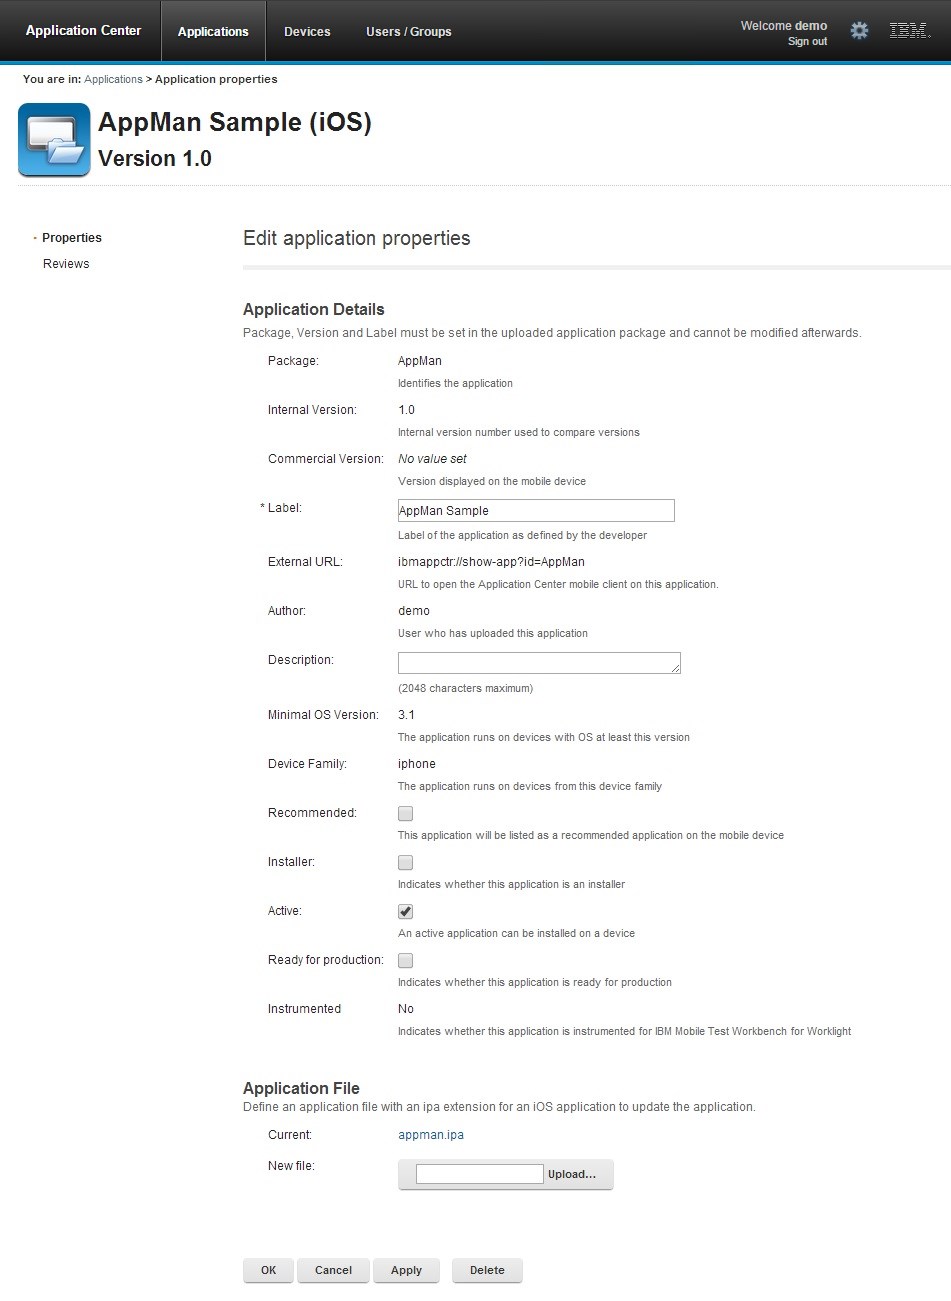 Application Center
Applications
Devices
Users / Groups
Welcome demo
Sign out
IBM.
You are in: Applications > Application properties
AppMan Sample (iOS)
Version 1.0
Properties
Reviews
Edit application properties
Application Details
Package, Version and Label must be set in the uploaded application package and cannot be modified afterwards.
Package: AppMan
Identifies the application
Internal Version: 1.0
Internal version number used to compare versions
Commercial Version: No value set
Version displayed on the mobile device
* Label: AppMan Sample
Label of the application as defined by the developer
External URL: ibmappctr://show-app?id=AppMan
URL to open the Application Center mobile client on this application.
Author: demo
User who has uploaded this application
Description:
(2048 characters maximum)
Minimal OS Version: 3.1
The application runs on devices with OS at least this version
Device Family: iphone
The application runs on devices from this device family
Recommended:
This application will be listed as a recommended application on the mobile device
Installer:
Indicates whether this application is an installer
Active:
An active application can be installed on a device
Ready for production:
Indicates whether this application is ready for production
Instrumented No
Indicates whether this application is instrumented for IBM Mobile Test Workbench for Worklight
Application File
Define an application file with an ipa extension for an iOS application to update the application.
Current: appman.ipa
New file: Upload...
OK Cancel Apply Delete